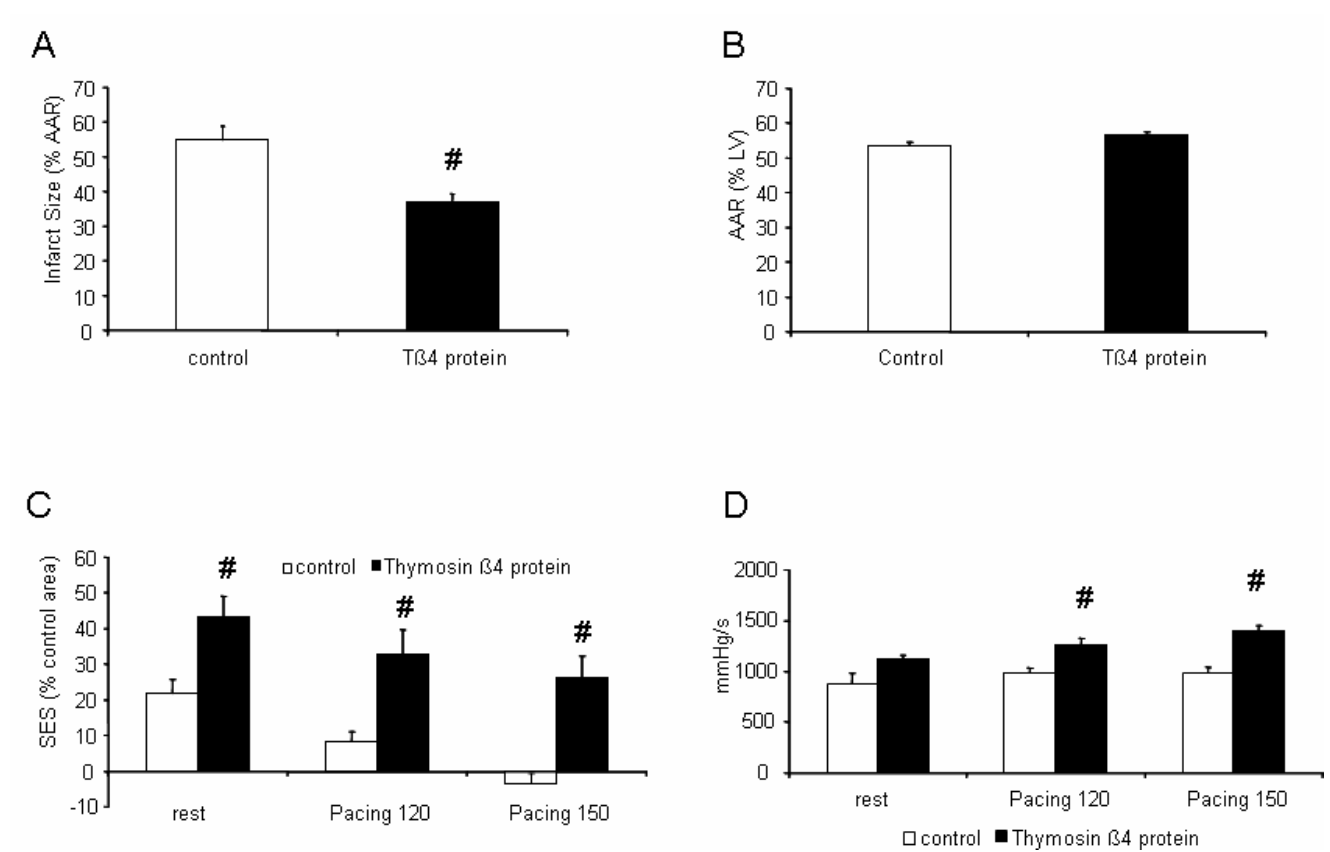 A
Infarct Size (% AAR)
70
60
50
40
30
20
10
0
#
control
Tß4 protein
B
AAR (% LV)
70
60
50
40
30
20
10
0
Control
Tß4 protein
C
SES (% control area)
60
50
40
30
20
10
0
-10
control Thymosin ß4 protein
#
#
#
rest
Pacing 120
Pacing 150
D
mmHg/s
2000
1500
1000
500
0
#
#
rest
Pacing 120
Pacing 150
control Thymosin ß4 protein